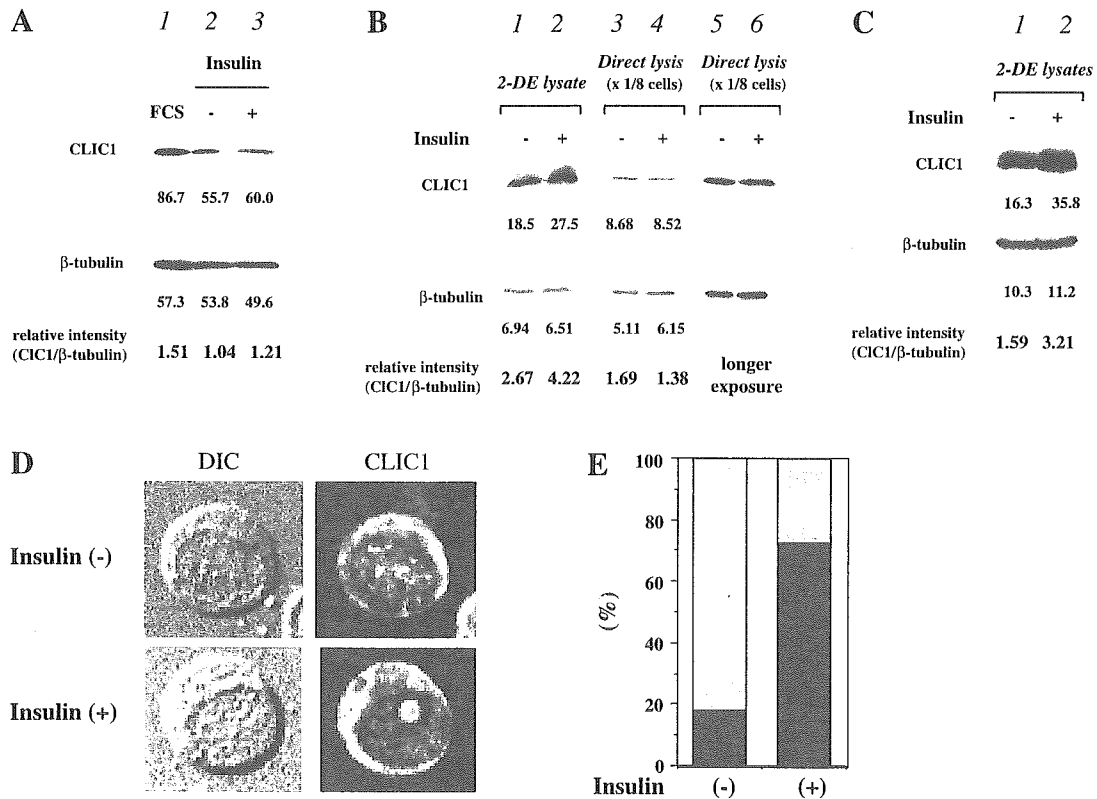 A
1 2 3
Insulin
FCS - +
CLIC1
86.7 55.7 60.0
β-tubulin
57.3 53.8 49.6
relative intensity
(ClC1/β-tubulin)
1.51 1.04 1.21
B
1 2 3 4 5 6
2-DE lysate
Direct lysis
(x 1/8 cells)
Direct lysis
(x 1/8 cells)
Insulin - + - + - +
CLIC1
18.5 27.5 8.68 8.52
β-tubulin
6.94 6.51 5.11 6.15
relative intensity
(ClC1/β-tubulin)
2.67 4.22 1.69 1.38
longer
exposure
C
1 2
2-DE lysates
Insulin - +
CLIC1
16.3 35.8
β-tubulin
10.3 11.2
relative intensity
(ClC1/β-tubulin)
1.59 3.21
D
DIC CLIC1
Insulin (-)
Insulin (+)
E
100
80
60
40
20
0
(%)
Insulin (-) (+)